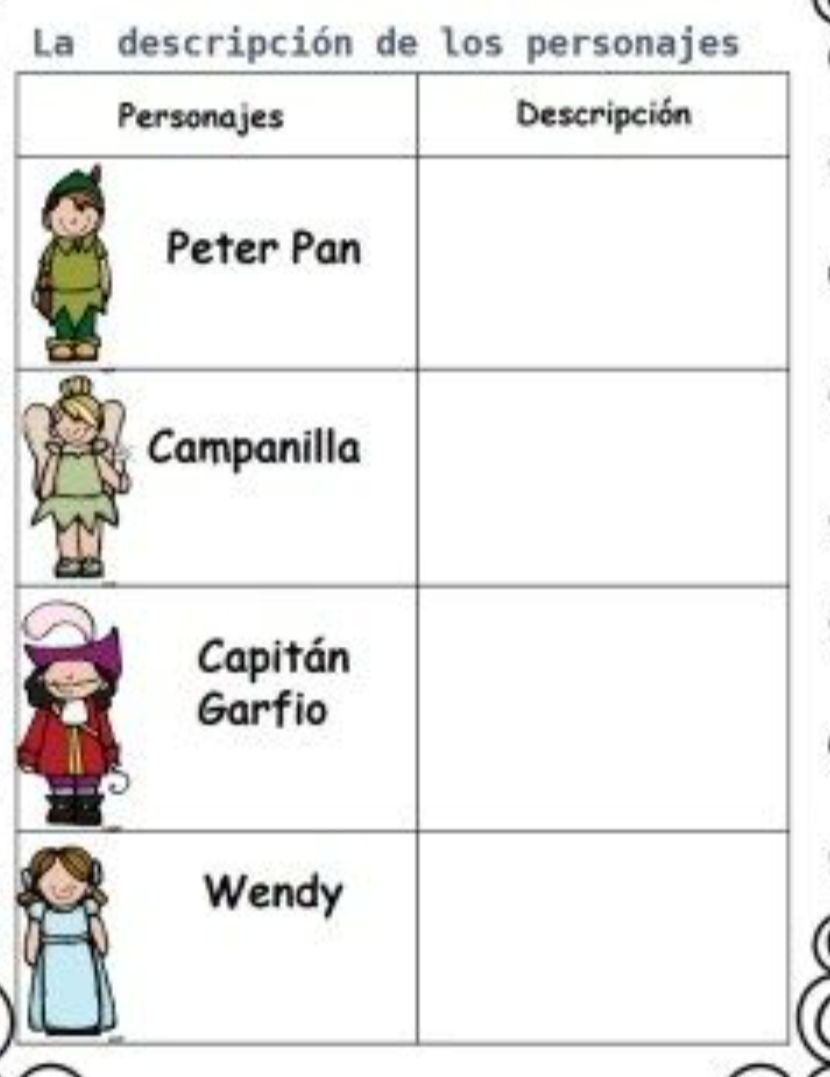 La descripción de los personajes
Personajes Descripción
Peter Pan
Campanilla
Capitán
Garfio
Wendy